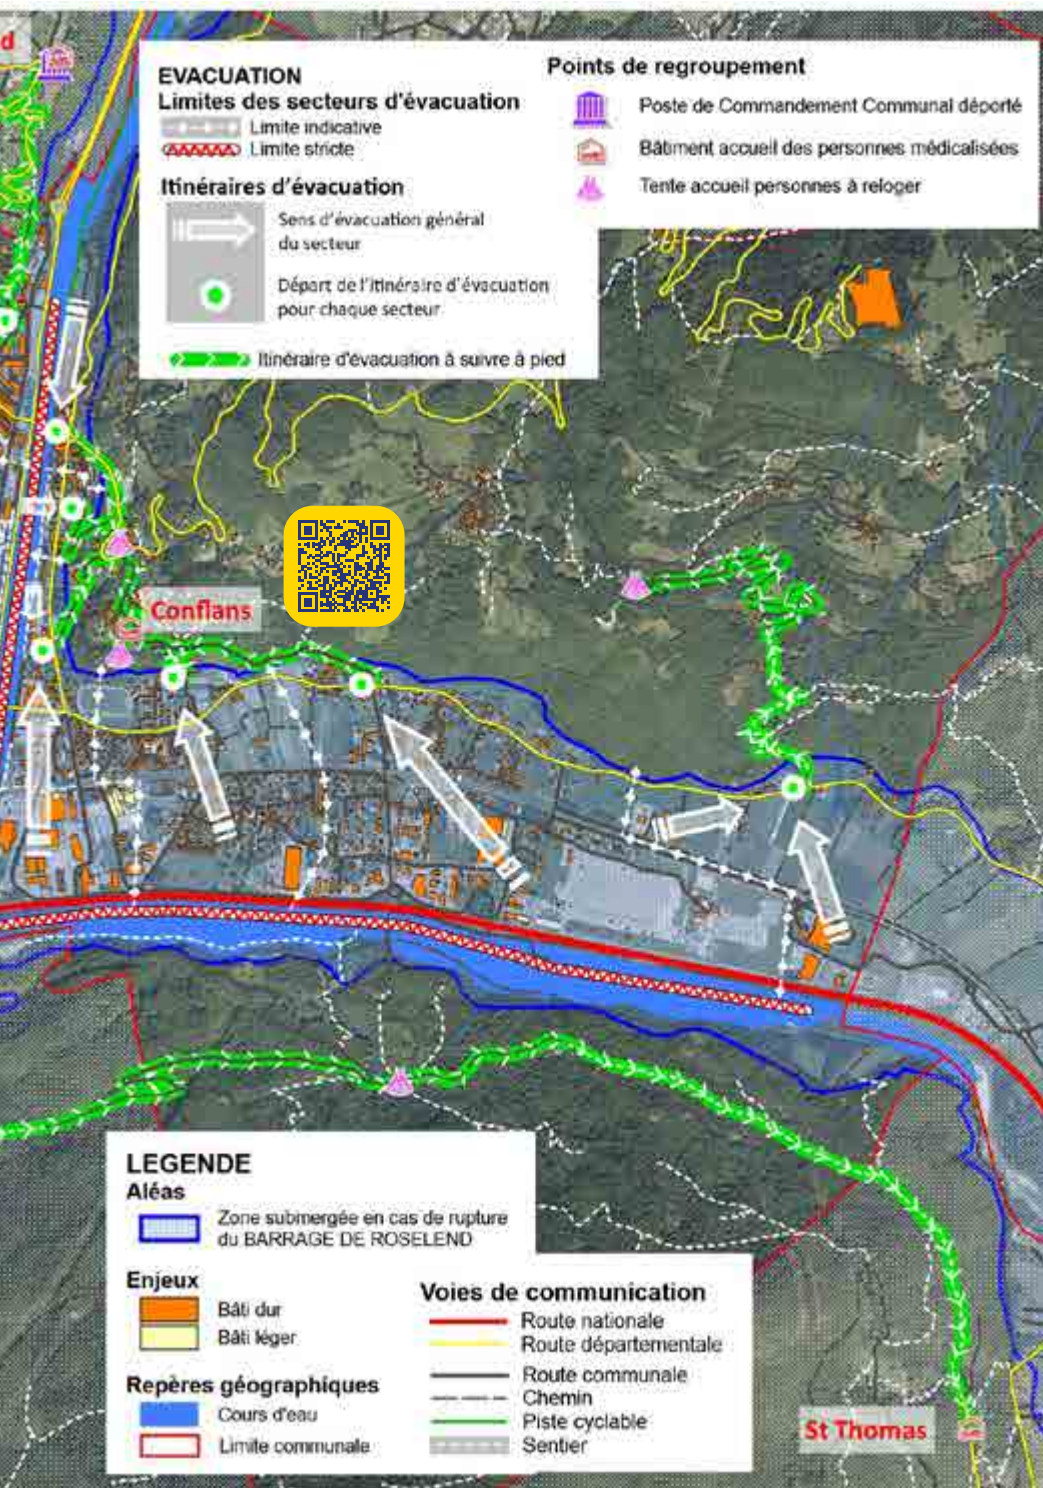 d
EVACUATION
Limites des secteurs d'évacuation
Limite indicative
Limite stricte
Itinéraires d'évacuation
Sens d'évacuation général
du secteur
Départ de l'itinéraire d'évacuation
pour chaque secteur
Itinéraire d'évacuation à suivre à pied
Points de regroupement
Poste de Commandement Communal déporté
Bâtiment accueil des personnes médicalisées
Tente accueil personnes à reloger
Conflans
LEGENDE
Aléas
Zone submergée en cas de rupture
du BARRAGE DE ROSELEND
Enjeux
Bâti dur
Bâti léger
Repères géographiques
Cours d'eau
Limite communale
Voies de communication
Route nationale
Route départementale
Route communale
Chemin
Piste cyclable
Sentier
St Thomas